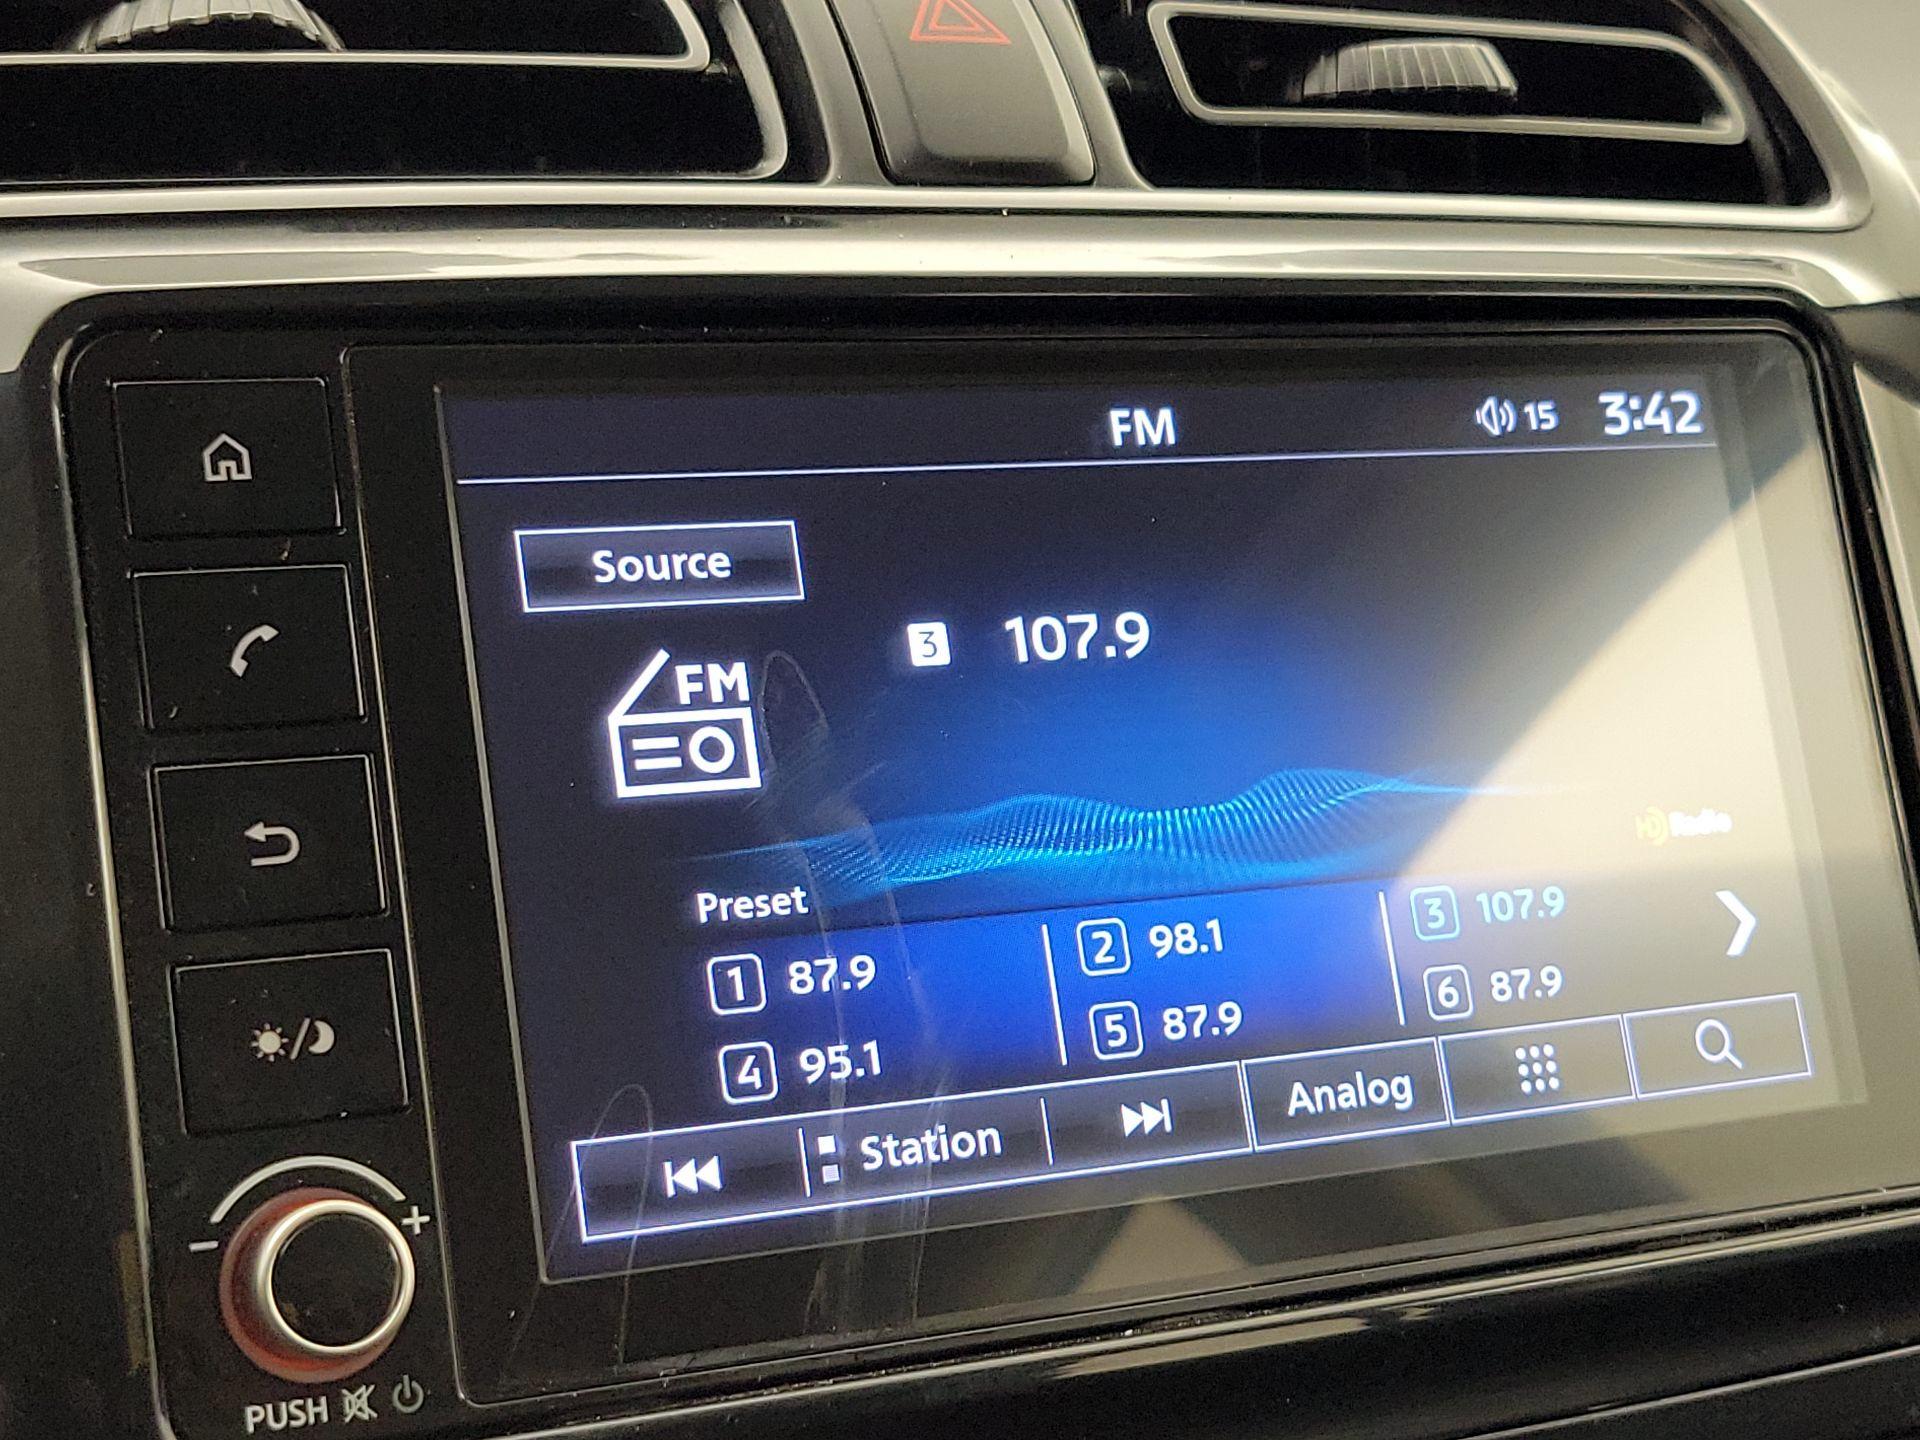 FM 15 3:42
Source
FM
3 107.9
HD Radio
Preset
1 87.9 2 98.1 3 107.9
4 95.1 5 87.9 6 87.9
Station Analog
- +
PUSH